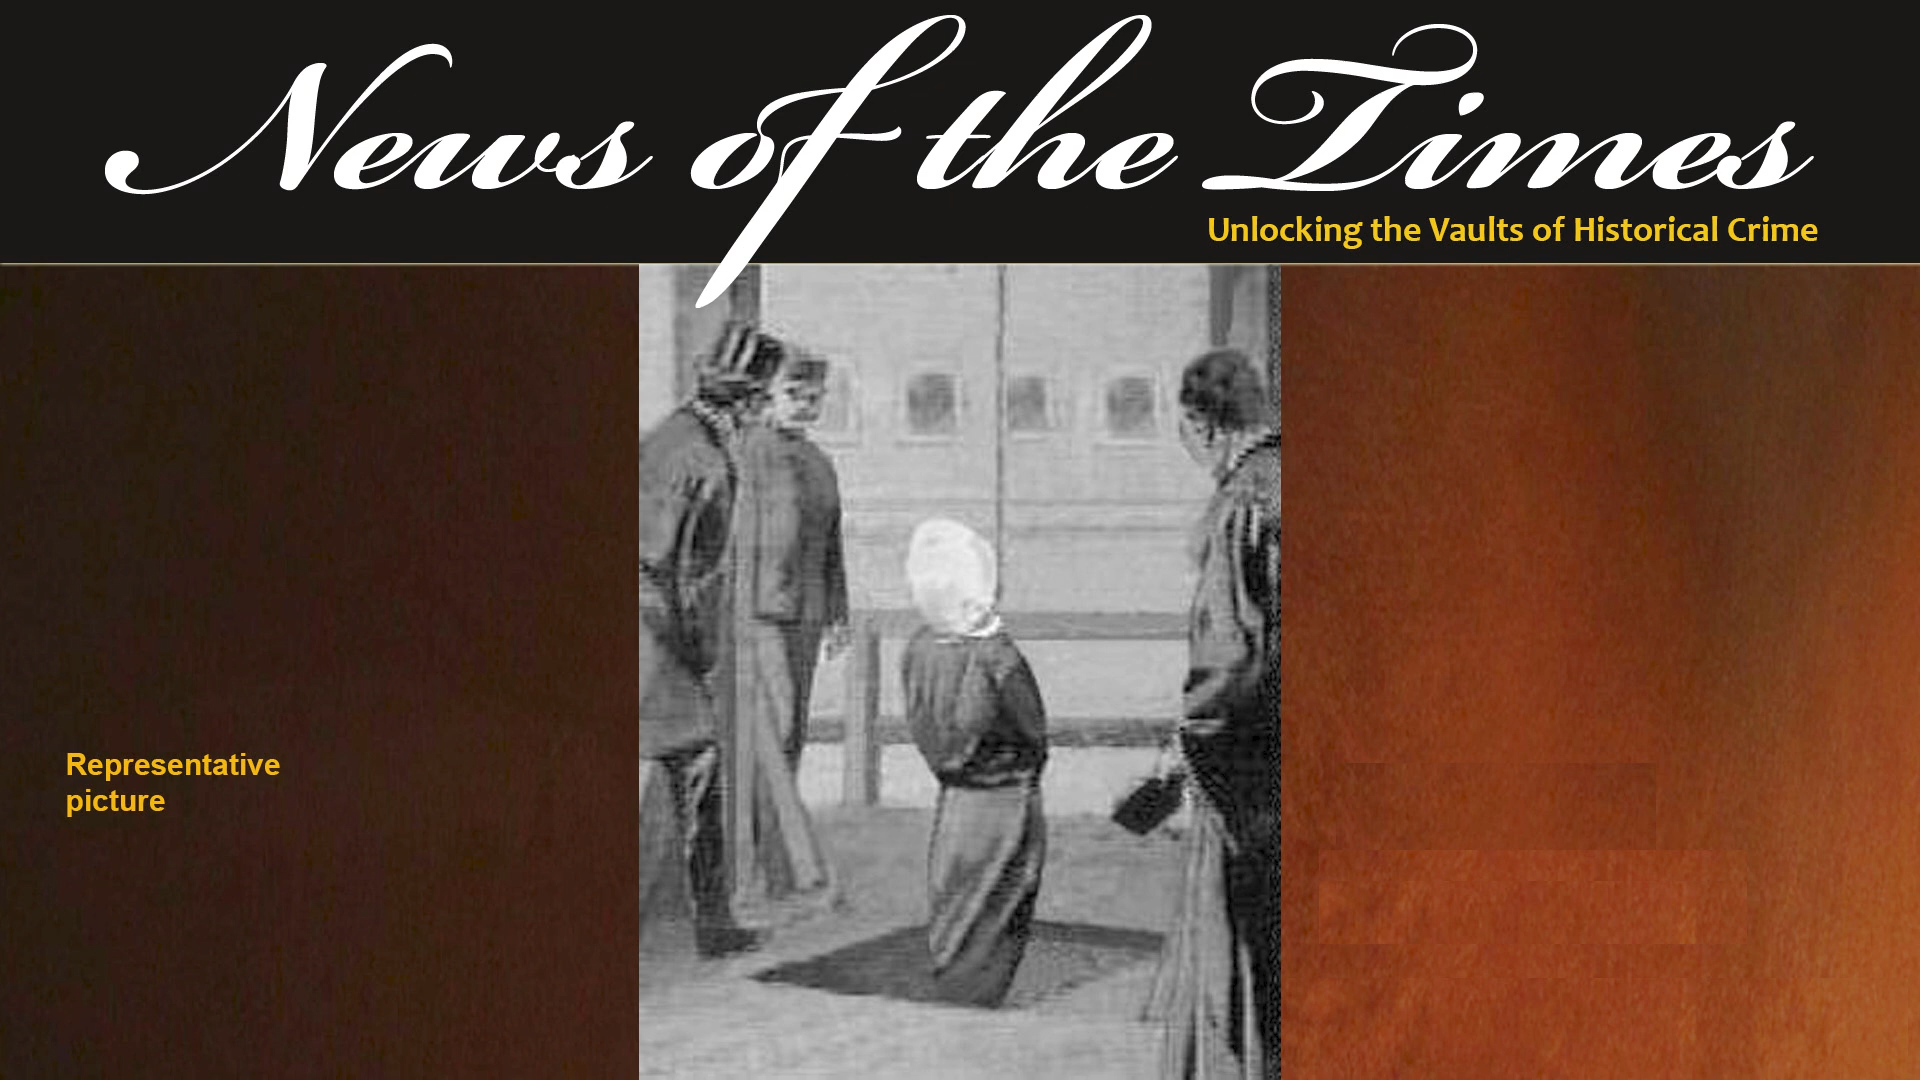 News of the Times
Unlocking the Vaults of Historical Crime
Representative
picture